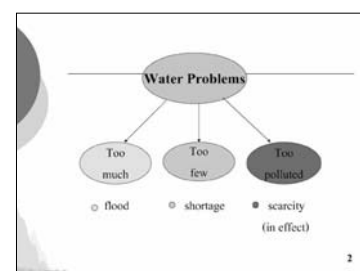 Water Problems
Too much
Too few
Too polluted
flood
shortage
scarcity
(in effect)
2